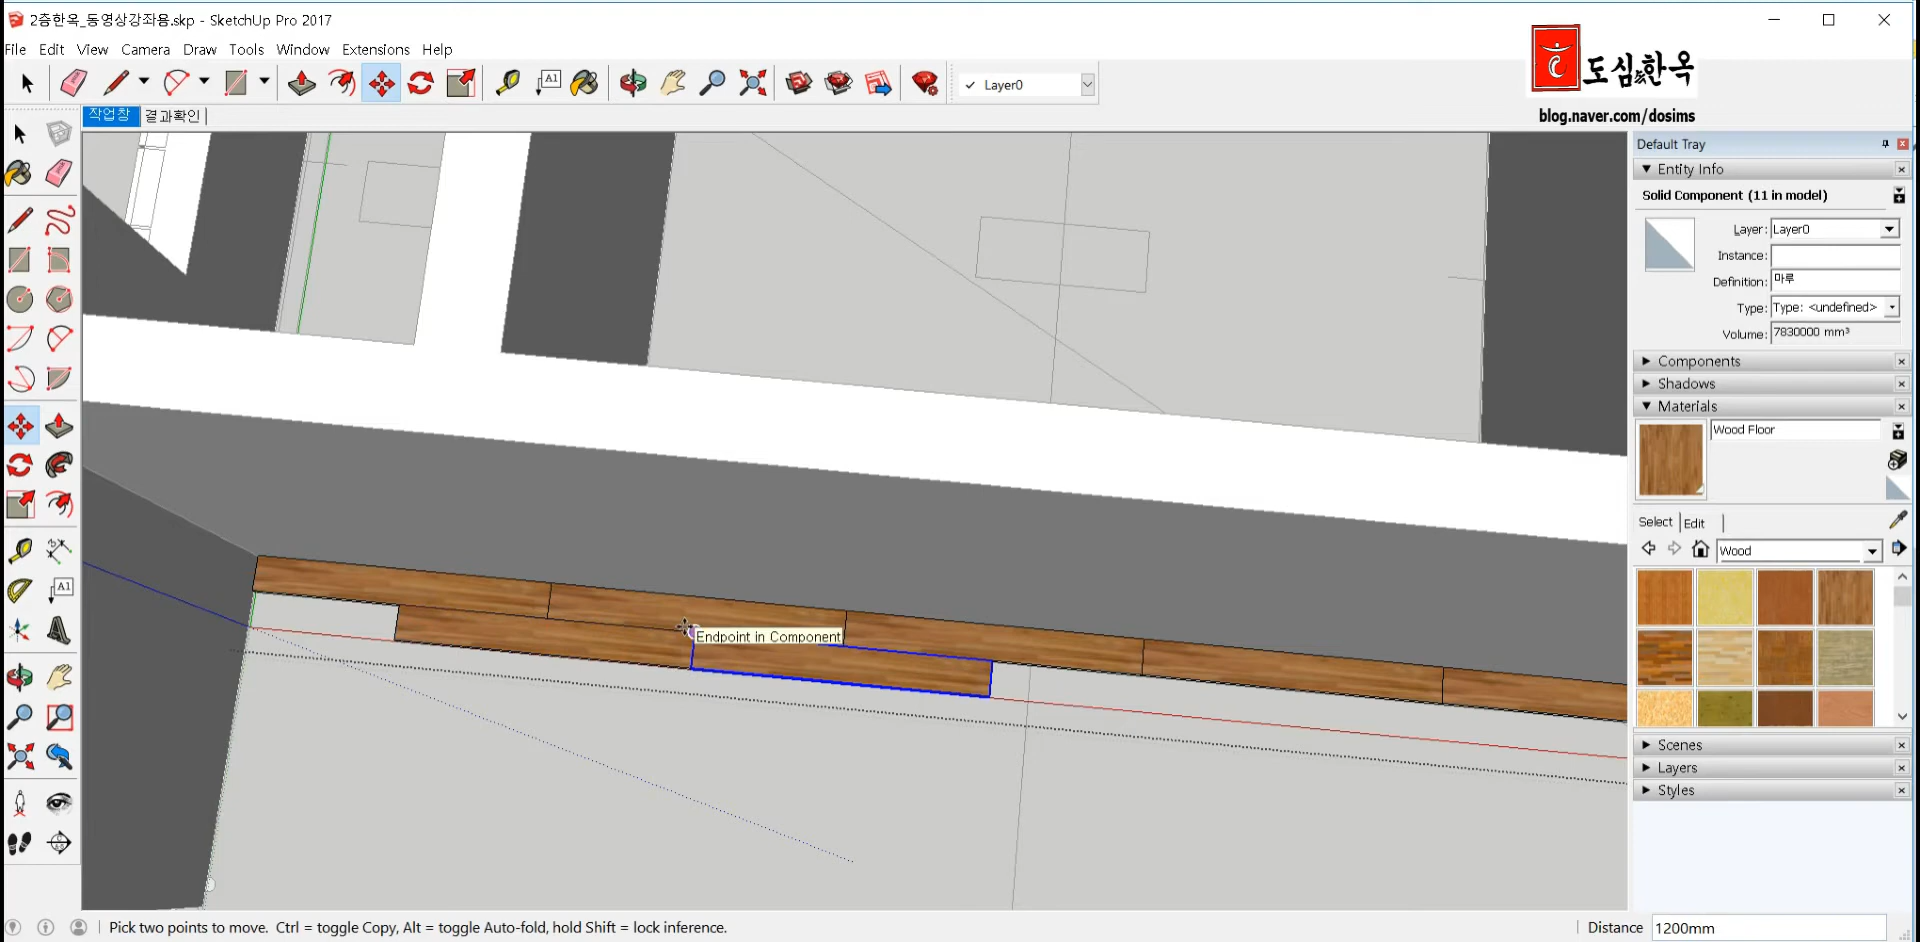 2층한옥_동영상강좌용.skp - SketchUp Pro 2017
File Edit View Camera Draw Tools Window Extensions Help
도심속한옥
A1
Layer0
blog.naver.com/dosims
작업창 결과확인
Default Tray
Entity Info
Solid Component (11 in model)
Layer: Layer0
Instance:
Definition: 마루
Type: Type: <undefined>
Volume: 7830000 mm³
Components
Shadows
Materials
Wood Floor
Select Edit
Wood
A1
Endpoint in Component
Scenes
Layers
Styles
Pick two points to move. Ctrl = toggle Copy, Alt = toggle Auto-fold, hold Shift = lock inference.
Distance 1200mm